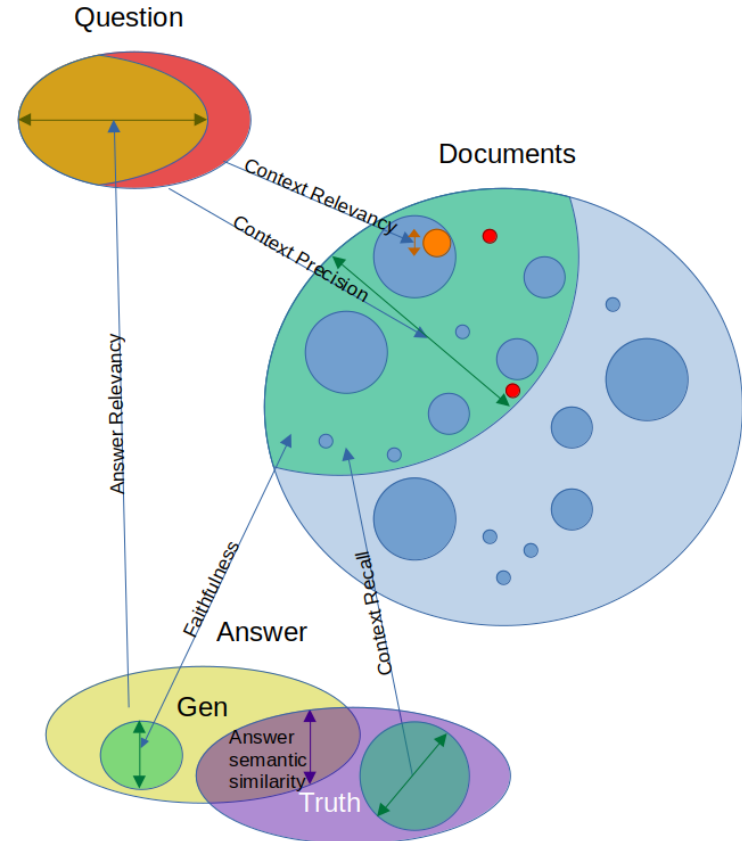 Question
Documents
Context Relevancy
Context Precision
Answer Relevancy
Faithfulness
Context Recall
Answer
Gen
Answer
semantic
similarity
Truth